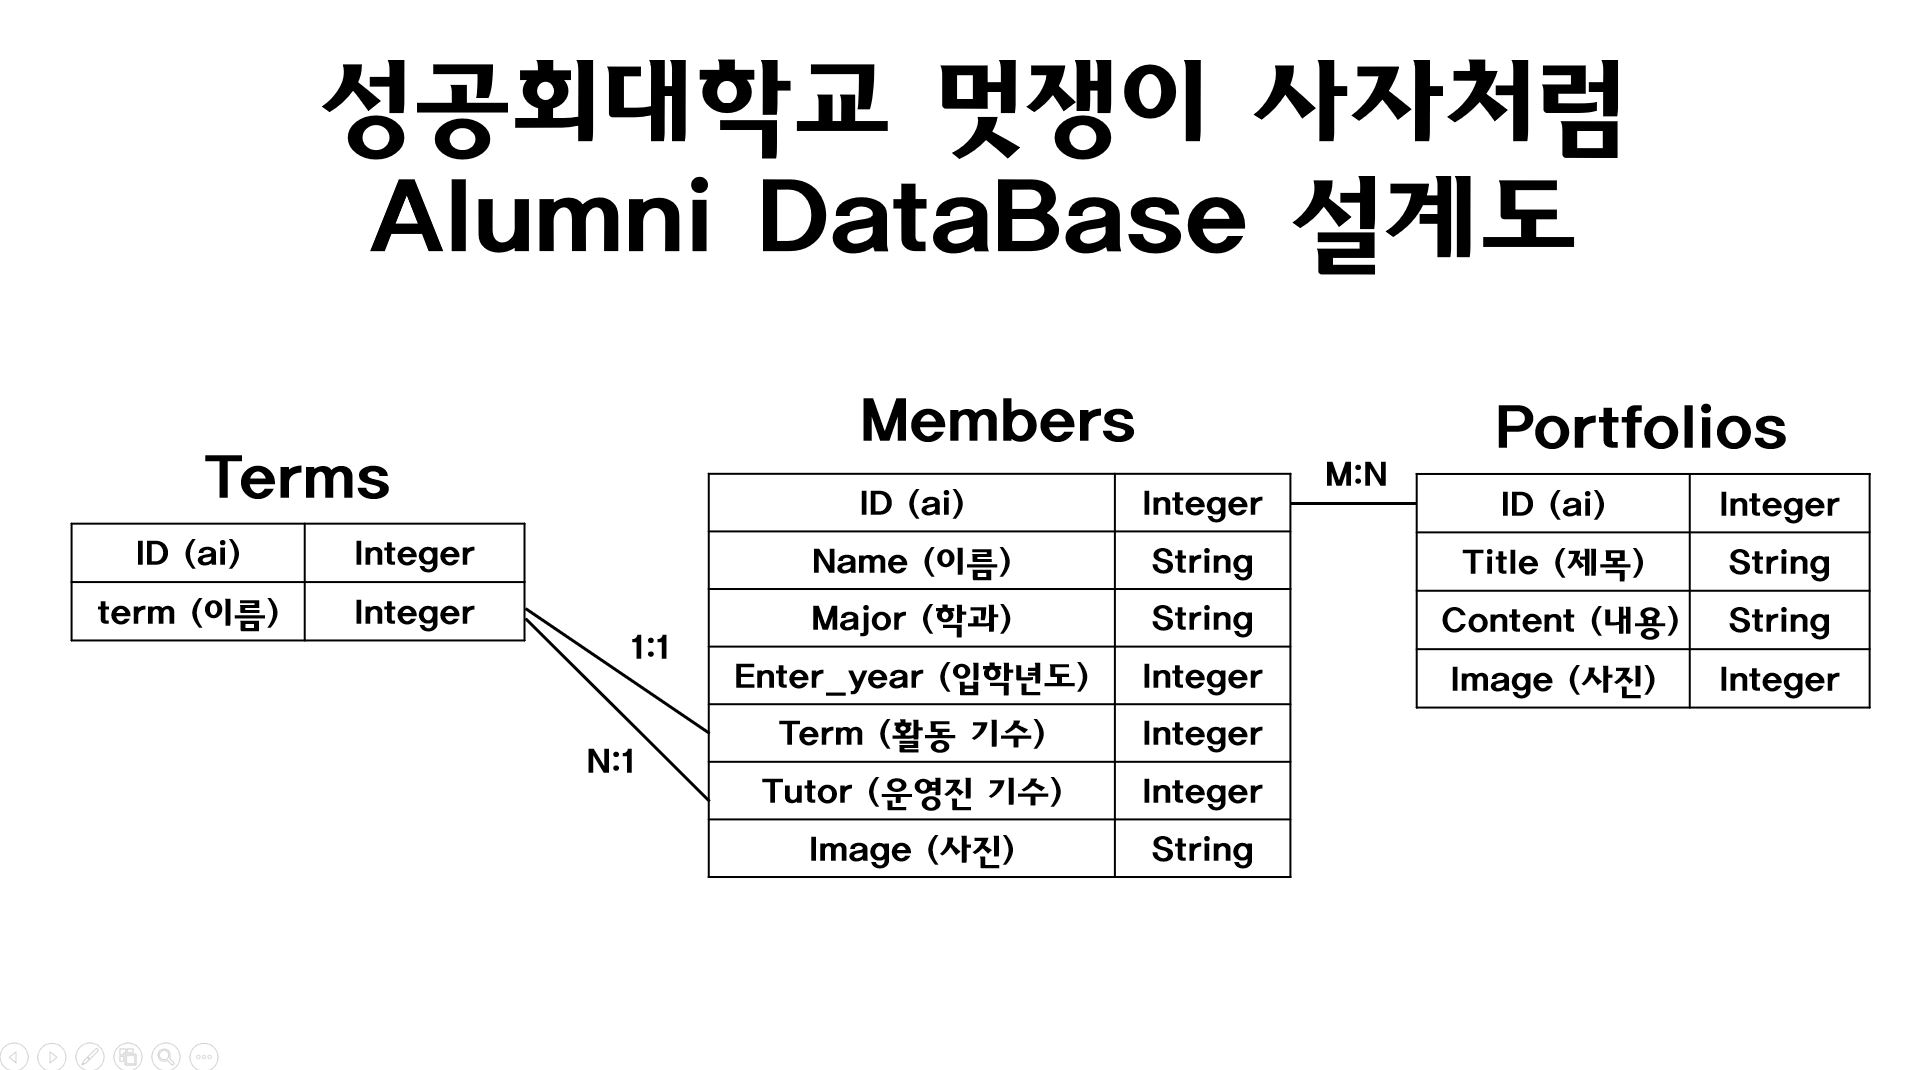 성공회대학교 멋쟁이 사자처럼
Alumni DataBase 설계도
Terms
ID (ai) Integer
term (이름) Integer
1:1
N:1
Members
ID (ai) Integer
Name (이름) String
Major (학과) String
Enter_year (입학년도) Integer
Term (활동 기수) Integer
Tutor (운영진 기수) Integer
Image (사진) String
M:N
Portfolios
ID (ai) Integer
Title (제목) String
Content (내용) String
Image (사진) Integer